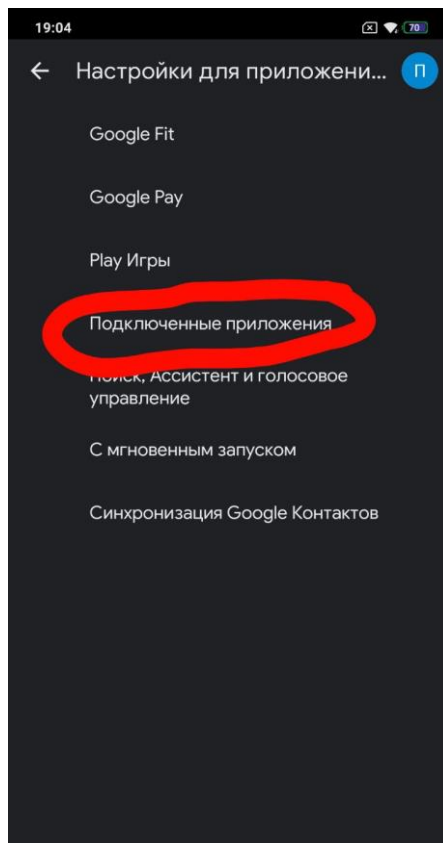 19:04
70
Настройки для приложени...
П
Google Fit
Google Pay
Play Игры
Подключенные приложения
Поиск, Ассистент и голосовое
управление
С мгновенным запуском
Синхронизация Google Контактов